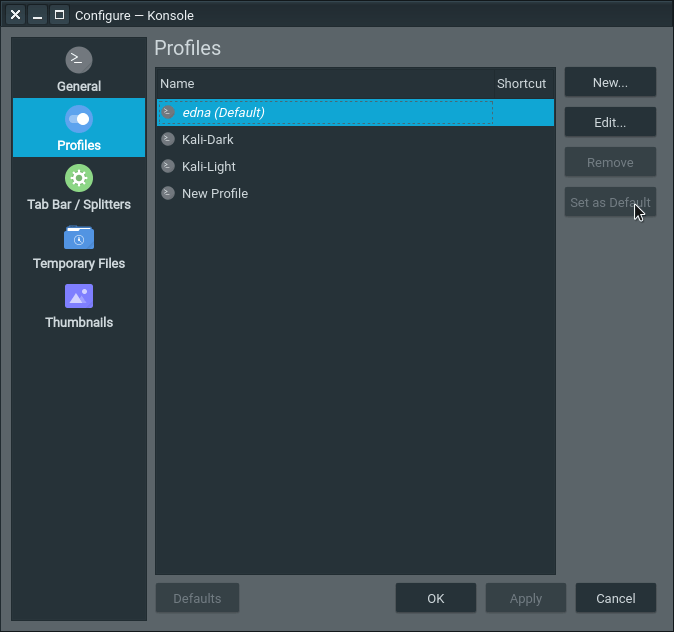 Configure — Konsole
General
Profiles
Tab Bar / Splitters
Temporary Files
Thumbnails
Profiles
Name Shortcut
edna (Default)
Kali-Dark
Kali-Light
New Profile
New...
Edit...
Remove
Set as Default
Defaults OK Apply Cancel